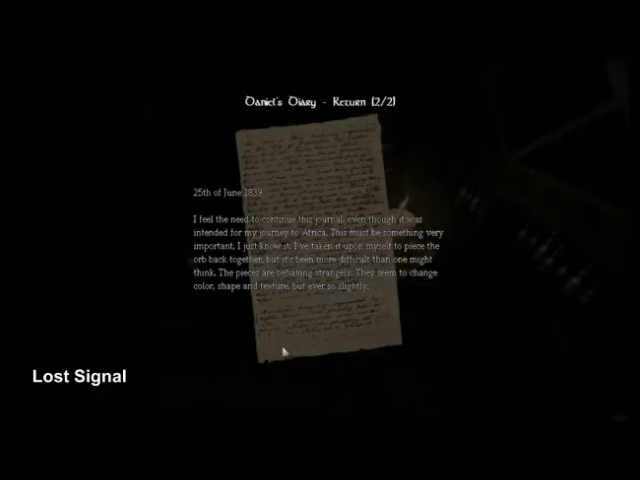 Daniel's Diary - Return (2/2)
25th of June 1839
I feel the need to continue this journal, even though it was
intended for my journey to Africa. This must be something very
important, I just know it. I've taken it upon myself to piece the
orb back together, but it's been more difficult than one might
think. The pieces are behaving strangely. They seem to change
color, shape and texture, but ever so slightly.
Lost Signal